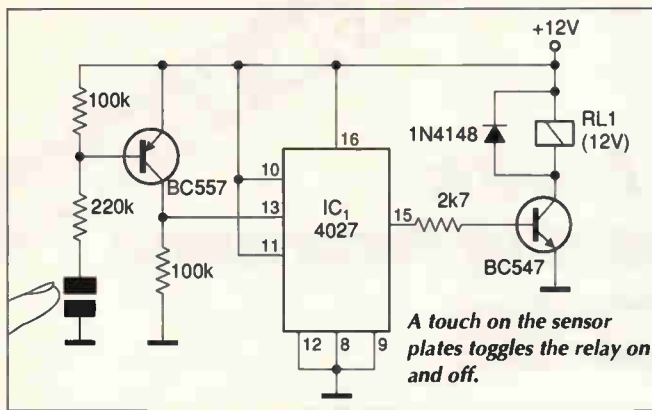 +12V
100k
1N4148
RL1
(12V)
16
BC557
10
220k
IC1
4027
2k7
13
15
11
100k
BC547
12
8
9
A touch on the sensor
plates toggles the relay on
and off.